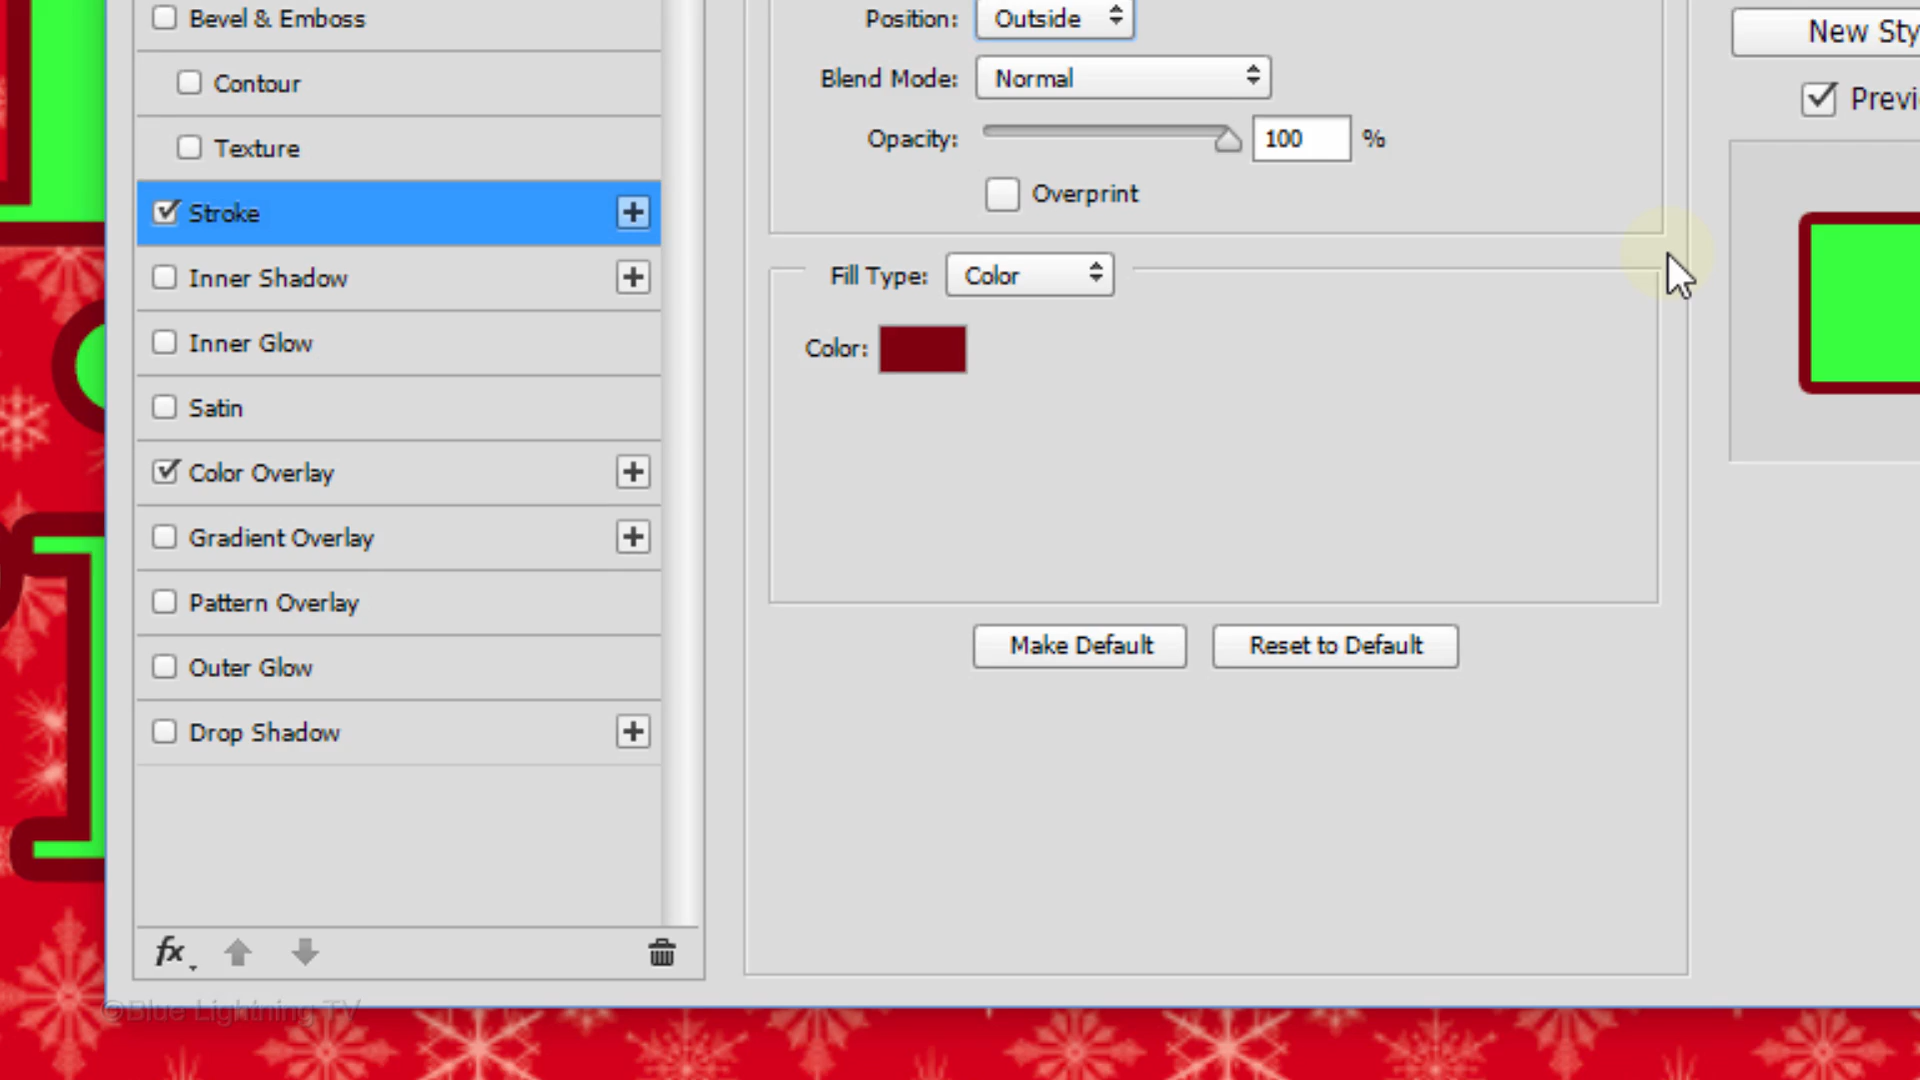 Bevel & Emboss
Contour
Texture
Stroke
Inner Shadow
Inner Glow
Satin
Color Overlay
Gradient Overlay
Pattern Overlay
Outer Glow
Drop Shadow
fx
Position: Outside
Blend Mode: Normal
Opacity: 100 %
Overprint
Fill Type: Color
Color:
Make Default
Reset to Default
New Sty
Previ
©Blue Lightning TV